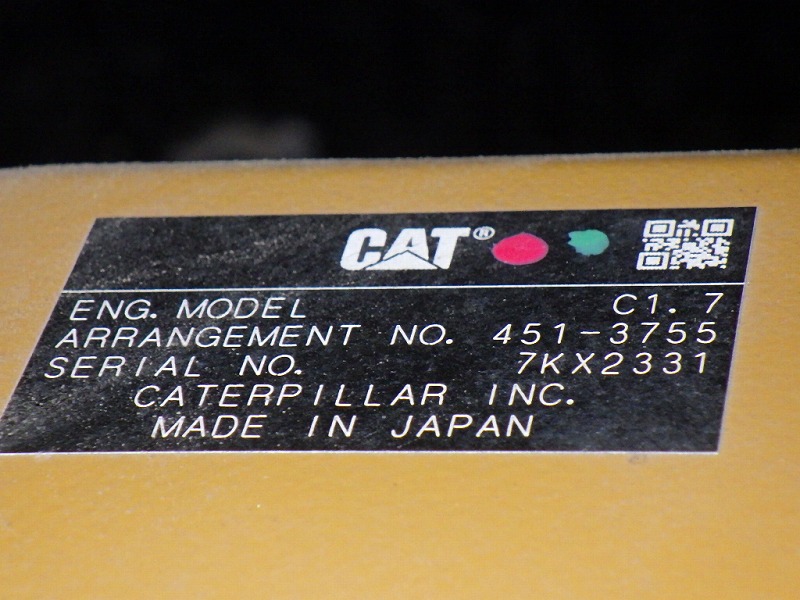 CAT®
ENG. MODEL C1.7
ARRANGEMENT NO. 451-3755
SERIAL NO. 7KX2331
CATERPILLAR INC.
MADE IN JAPAN